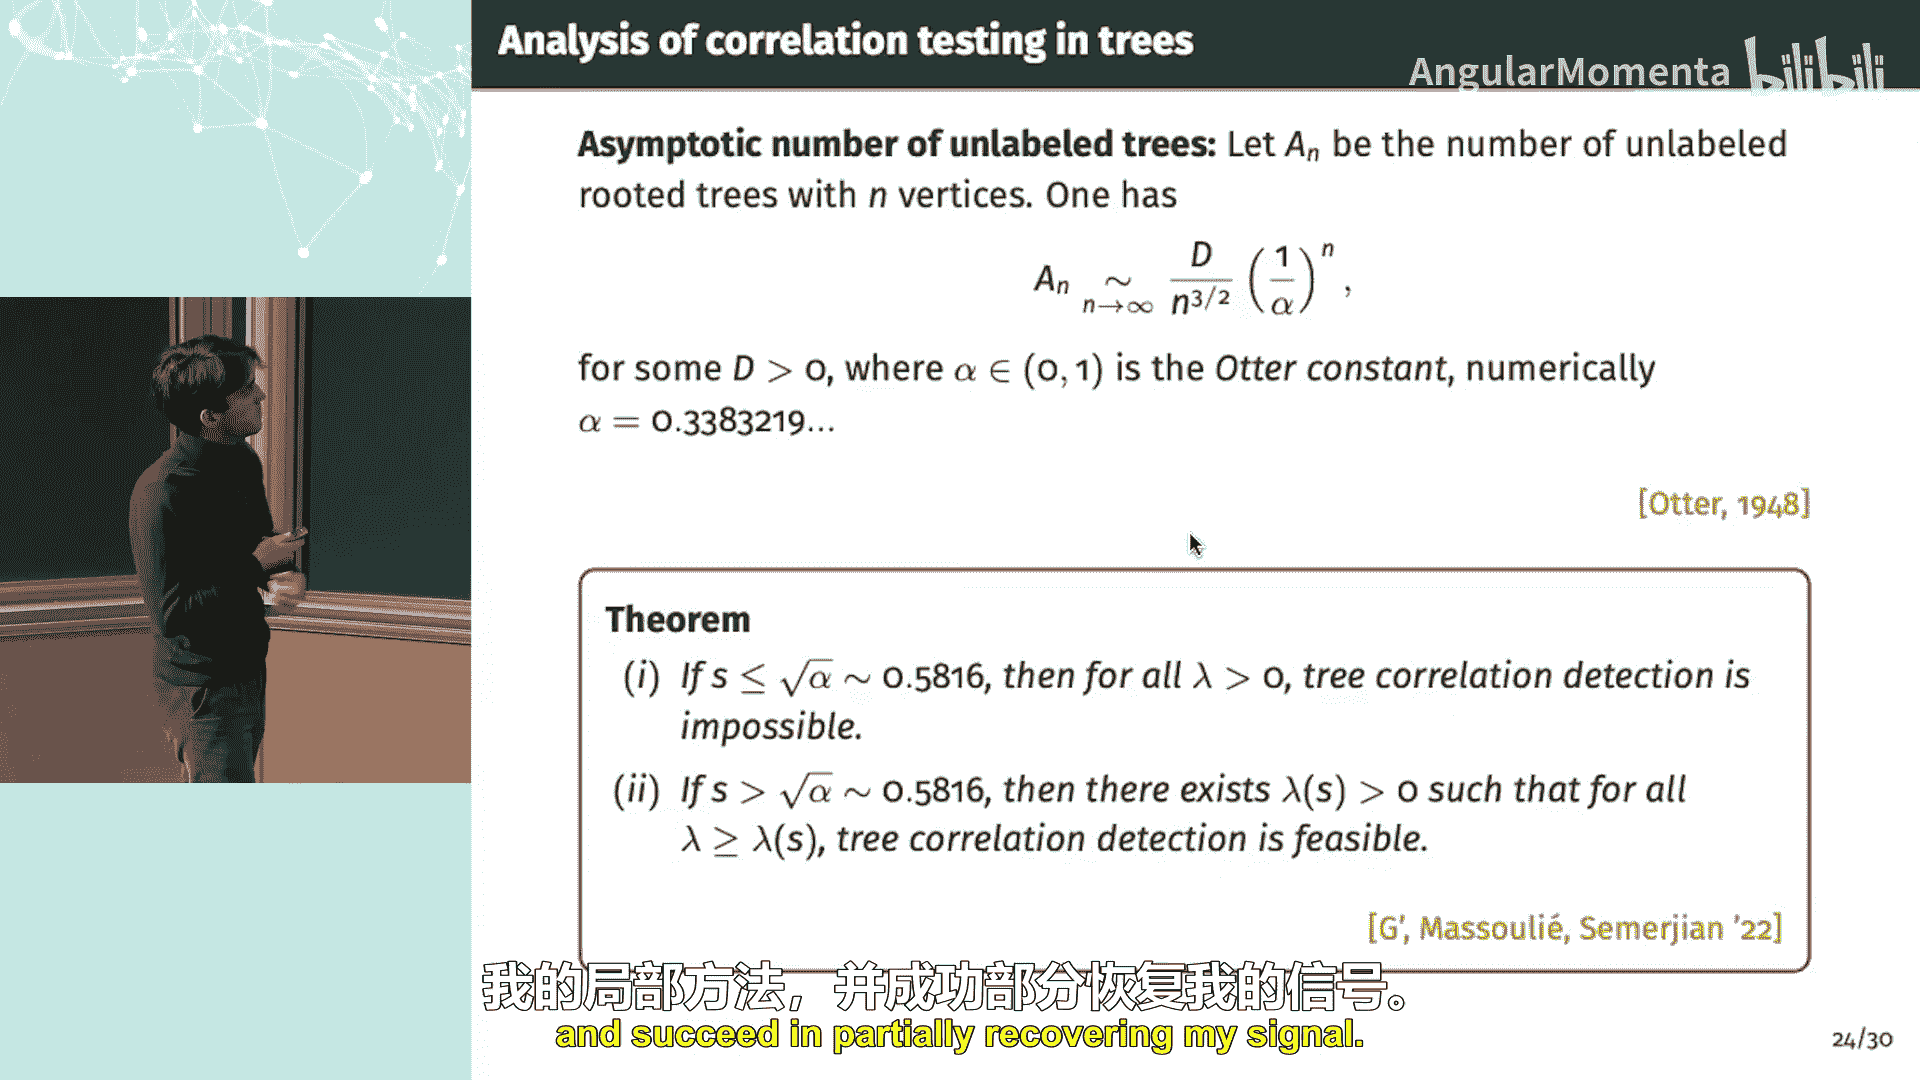 Analysis of correlation testing in trees
AngularMomenta bilibili
Asymptotic number of unlabeled trees: Let Aₙ be the number of unlabeled
rooted trees with n vertices. One has
Aₙ ∼ₙ→∞ D/n^{3/2} (1/α)ⁿ,
for some D > 0, where α ∈ (0, 1) is the Otter constant, numerically
α = 0.3383219...
[Otter, 1948]
Theorem
(i) If s ≤ √α ∼ 0.5816, then for all λ > 0, tree correlation detection is
impossible.
(ii) If s > √α ∼ 0.5816, then there exists λ(s) > 0 such that for all
λ ≥ λ(s), tree correlation detection is feasible.
[G', Massoulié, Semerjian '22]
我的局部方法，并成功部分恢复我的信号。
and succeed in partially recovering my signal.
24/30